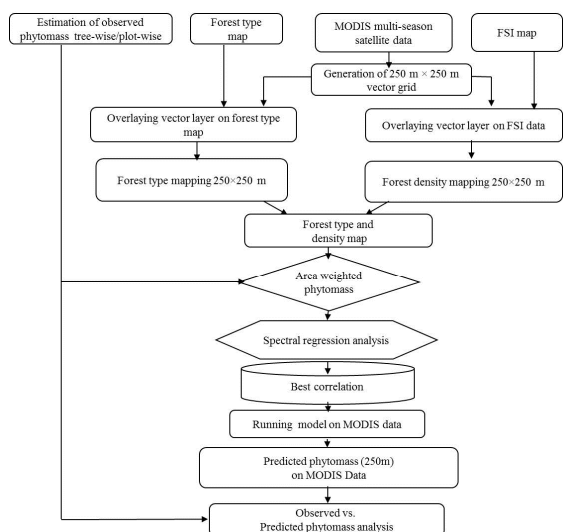 Estimation of observed
phytomass tree-wise/plot-wise
Forest type
map
MODIS multi-season
satellite data
FSI map
Generation of 250 m × 250 m
vector grid
Overlaying vector layer on forest type
map
Overlaying vector layer on FSI data
Forest type mapping 250×250 m
Forest density mapping 250×250 m
Forest type and
density map
Area weighted
phytomass
Spectral regression analysis
Best correlation
Running model on MODIS data
Predicted phytomass (250m)
on MODIS Data
Observed vs.
Predicted phytomass analysis